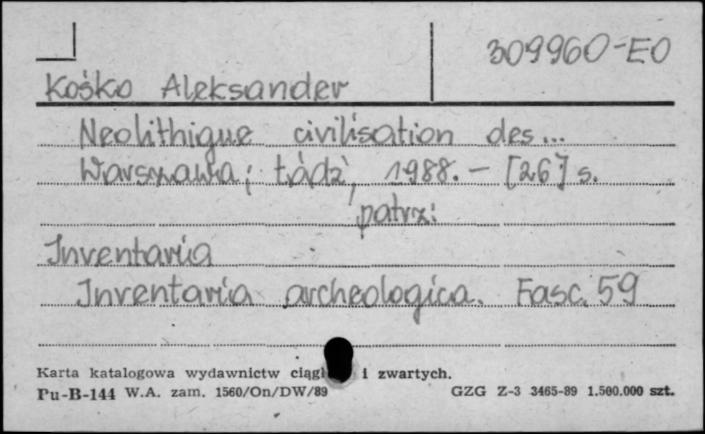 309960-EO
Kośko Aleksander
Neolithique civilisation des...
Warszawa; Łódź, 1988. - [26] s.
patrz:
Inventaria
Inventaria archeologica. Fasc. 59
Karta katalogowa wydawnictw i zwartych.
Pu-B-144 W.A. zam. 1560/On/DW/89 GZG Z-3 3465-89 1.500.000 szt.